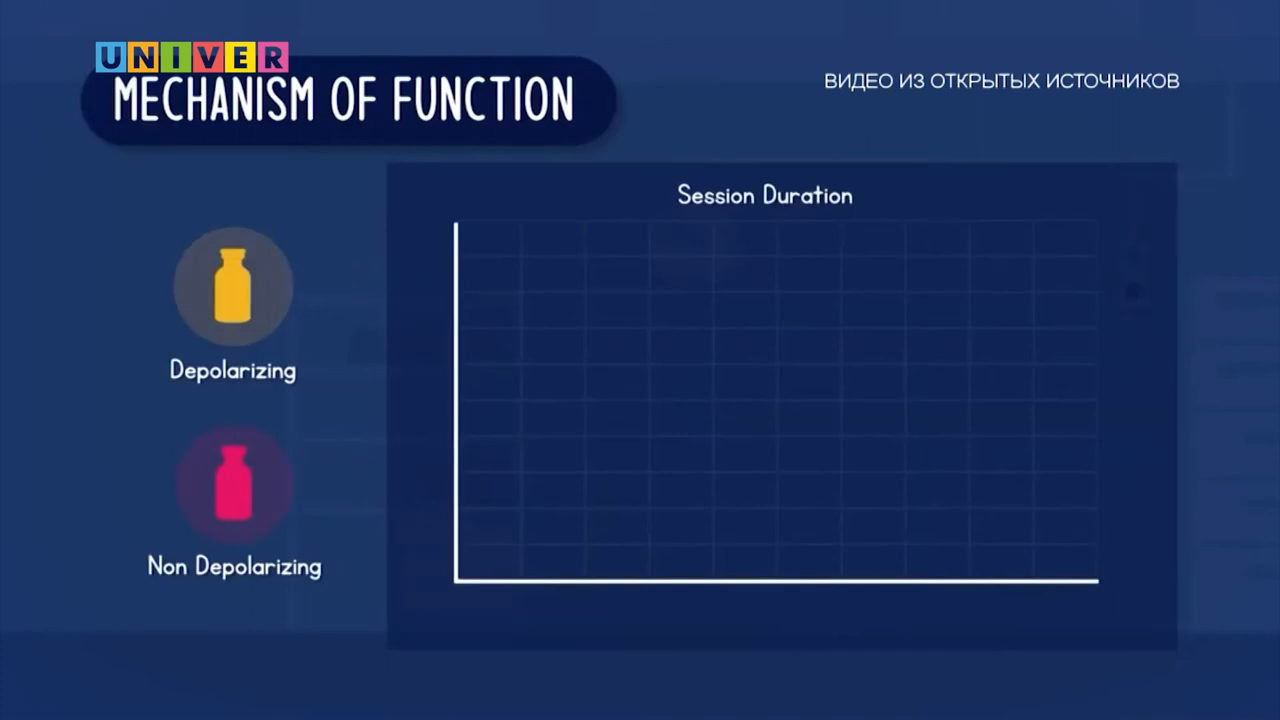 UNIVER
MECHANISM OF FUNCTION
ВИДЕО ИЗ ОТКРЫТЫХ ИСТОЧНИКОВ
Session Duration
Depolarizing
Non Depolarizing